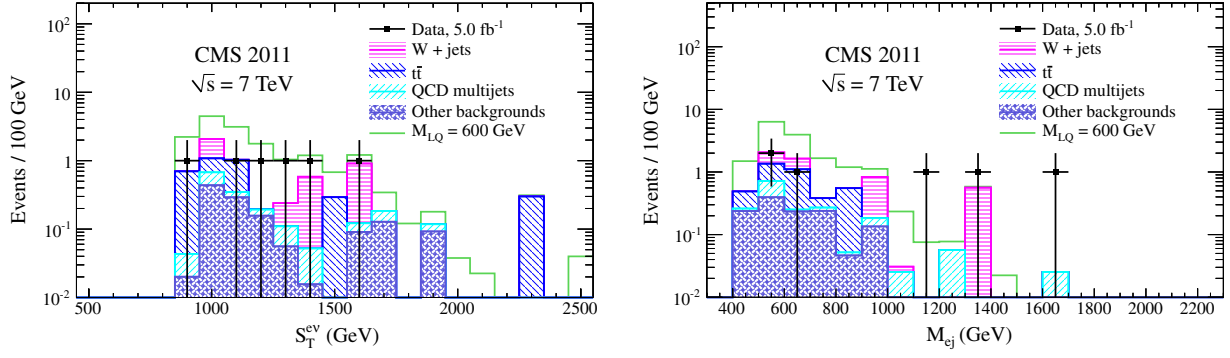 Events / 100 GeV
10²
10
1
10⁻¹
10⁻²
CMS 2011
√s = 7 TeV
Data, 5.0 fb⁻¹
W + jets
tt̄
QCD multijets
Other backgrounds
M_LQ = 600 GeV
500 1000 1500 2000 2500
S_T^eν (GeV)
Events / 100 GeV
10²
10
1
10⁻¹
10⁻²
CMS 2011
√s = 7 TeV
Data, 5.0 fb⁻¹
W + jets
tt̄
QCD multijets
Other backgrounds
M_LQ = 600 GeV
400 600 800 1000 1200 1400 1600 1800 2000 2200
M_ej (GeV)